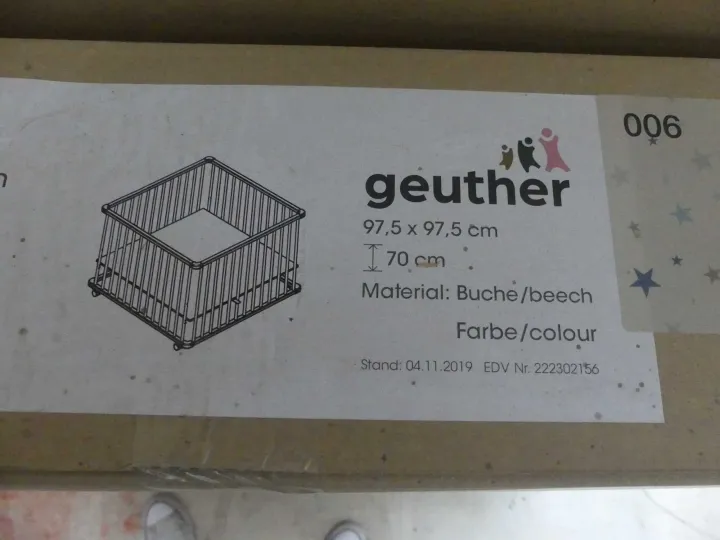 006
geuther
97,5 x 97,5 cm
70 cm
Material: Buche/beech
Farbe/colour
Stand: 04.11.2019 EDV Nr. 222302156